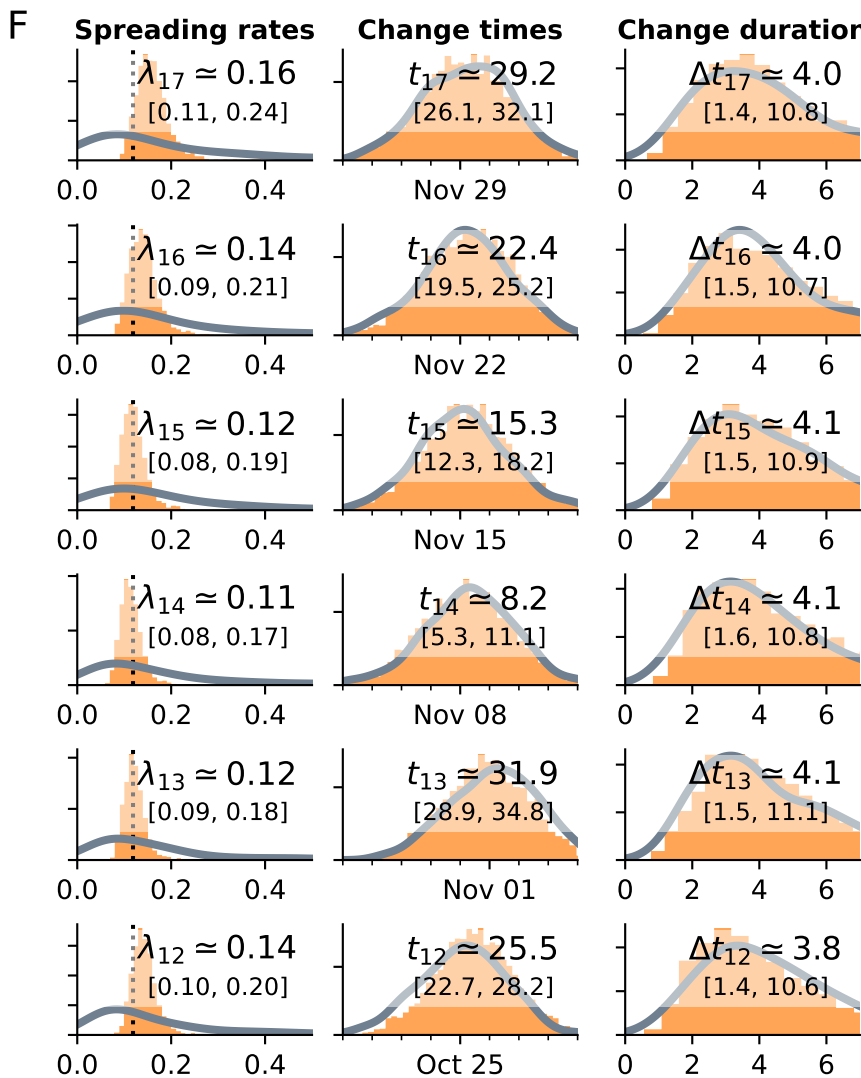 F
Spreading rates Change times Change duration
λ17 ≃ 0.16 t17 ≃ 29.2 Δt17 ≃ 4.0
[0.11, 0.24] [26.1, 32.1] [1.4, 10.8]
0.0 0.2 0.4 Nov 29 0 2 4 6
λ16 ≃ 0.14 t16 ≃ 22.4 Δt16 ≃ 4.0
[0.09, 0.21] [19.5, 25.2] [1.5, 10.7]
0.0 0.2 0.4 Nov 22 0 2 4 6
λ15 ≃ 0.12 t15 ≃ 15.3 Δt15 ≃ 4.1
[0.08, 0.19] [12.3, 18.2] [1.5, 10.9]
0.0 0.2 0.4 Nov 15 0 2 4 6
λ14 ≃ 0.11 t14 ≃ 8.2 Δt14 ≃ 4.1
[0.08, 0.17] [5.3, 11.1] [1.6, 10.8]
0.0 0.2 0.4 Nov 08 0 2 4 6
λ13 ≃ 0.12 t13 ≃ 31.9 Δt13 ≃ 4.1
[0.09, 0.18] [28.9, 34.8] [1.5, 11.1]
0.0 0.2 0.4 Nov 01 0 2 4 6
λ12 ≃ 0.14 t12 ≃ 25.5 Δt12 ≃ 3.8
[0.10, 0.20] [22.7, 28.2] [1.4, 10.6]
0.0 0.2 0.4 Oct 25 0 2 4 6